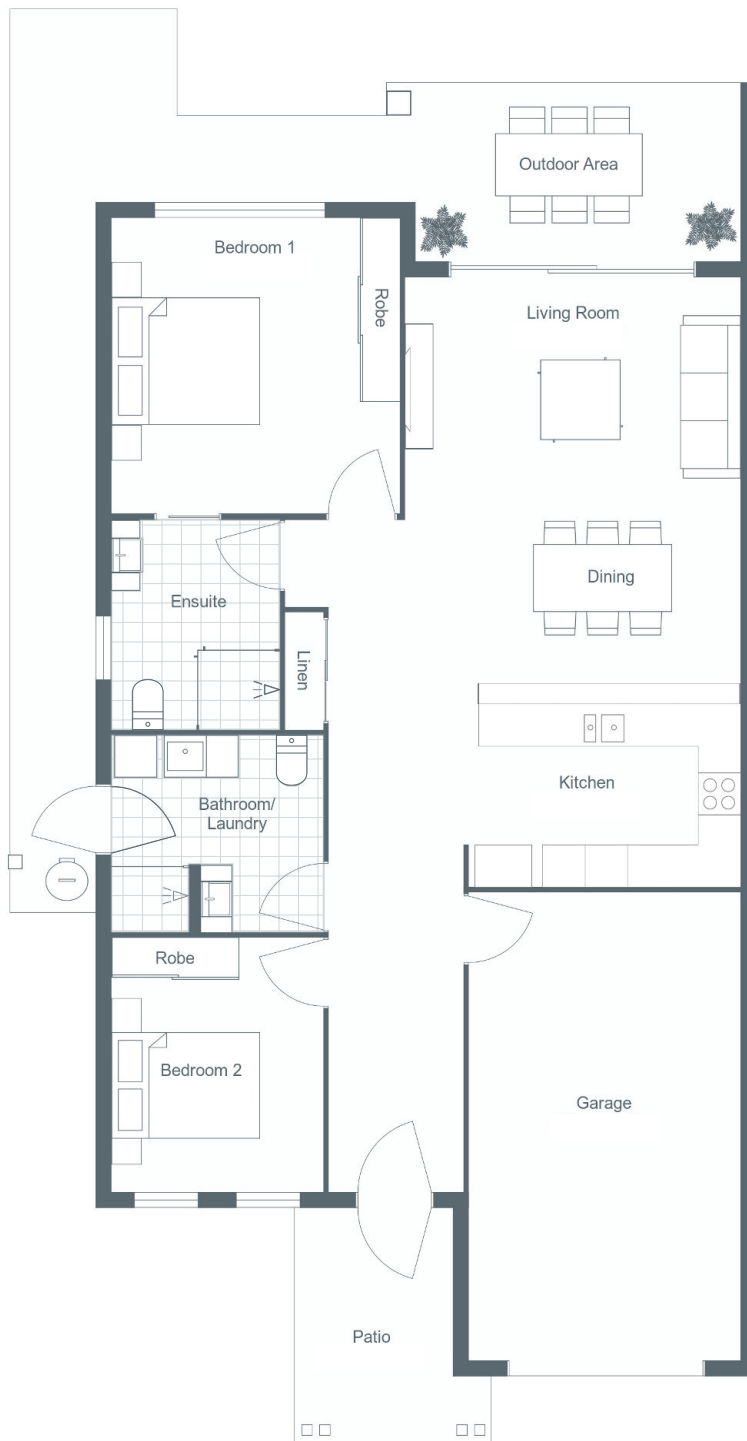 Outdoor Area
Bedroom 1
Robe
Living Room
Dining
Ensuite
Linen
Kitchen
Bathroom/
Laundry
Robe
Bedroom 2
Garage
Patio